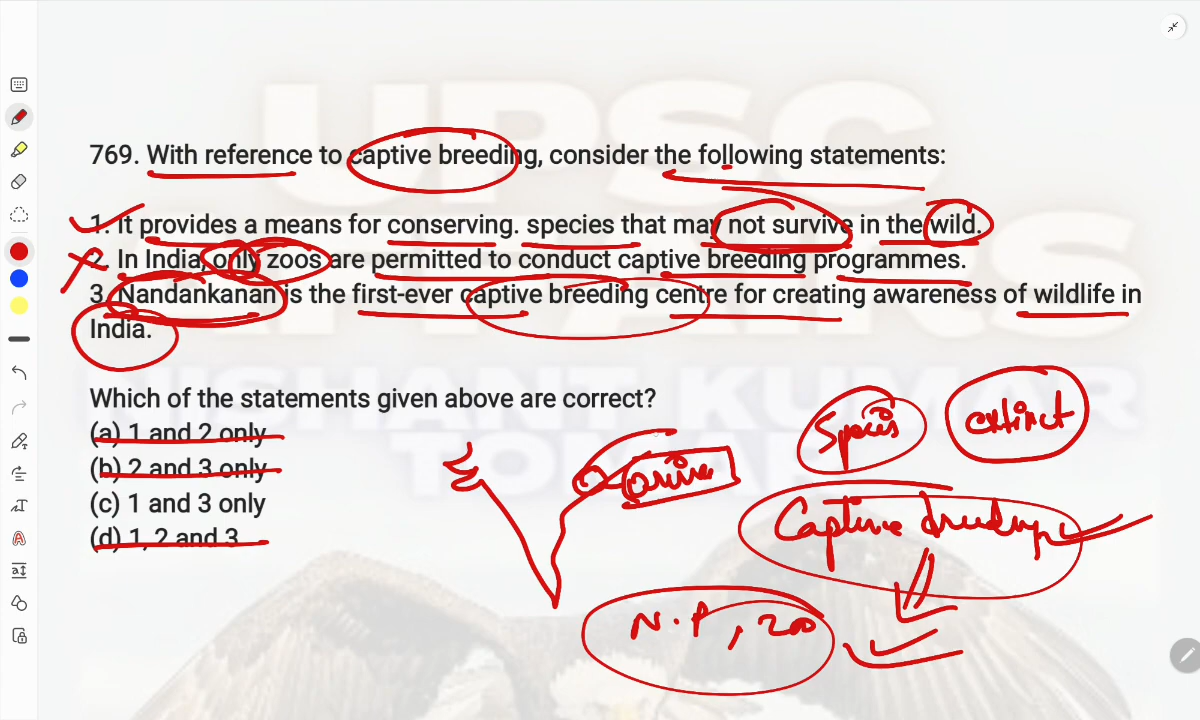 769. With reference to captive breeding, consider the following statements:
1. It provides a means for conserving. species that may not survive in the wild.
2. In India, only zoos are permitted to conduct captive breeding programmes.
3. Nandankanan is the first-ever captive breeding centre for creating awareness of wildlife in
India.
Which of the statements given above are correct?
(a) 1 and 2 only
(b) 2 and 3 only
(c) 1 and 3 only
(d) 1, 2 and 3
extinct
Captive
N.P, zoo
UPSC
NISHANT KUMAR